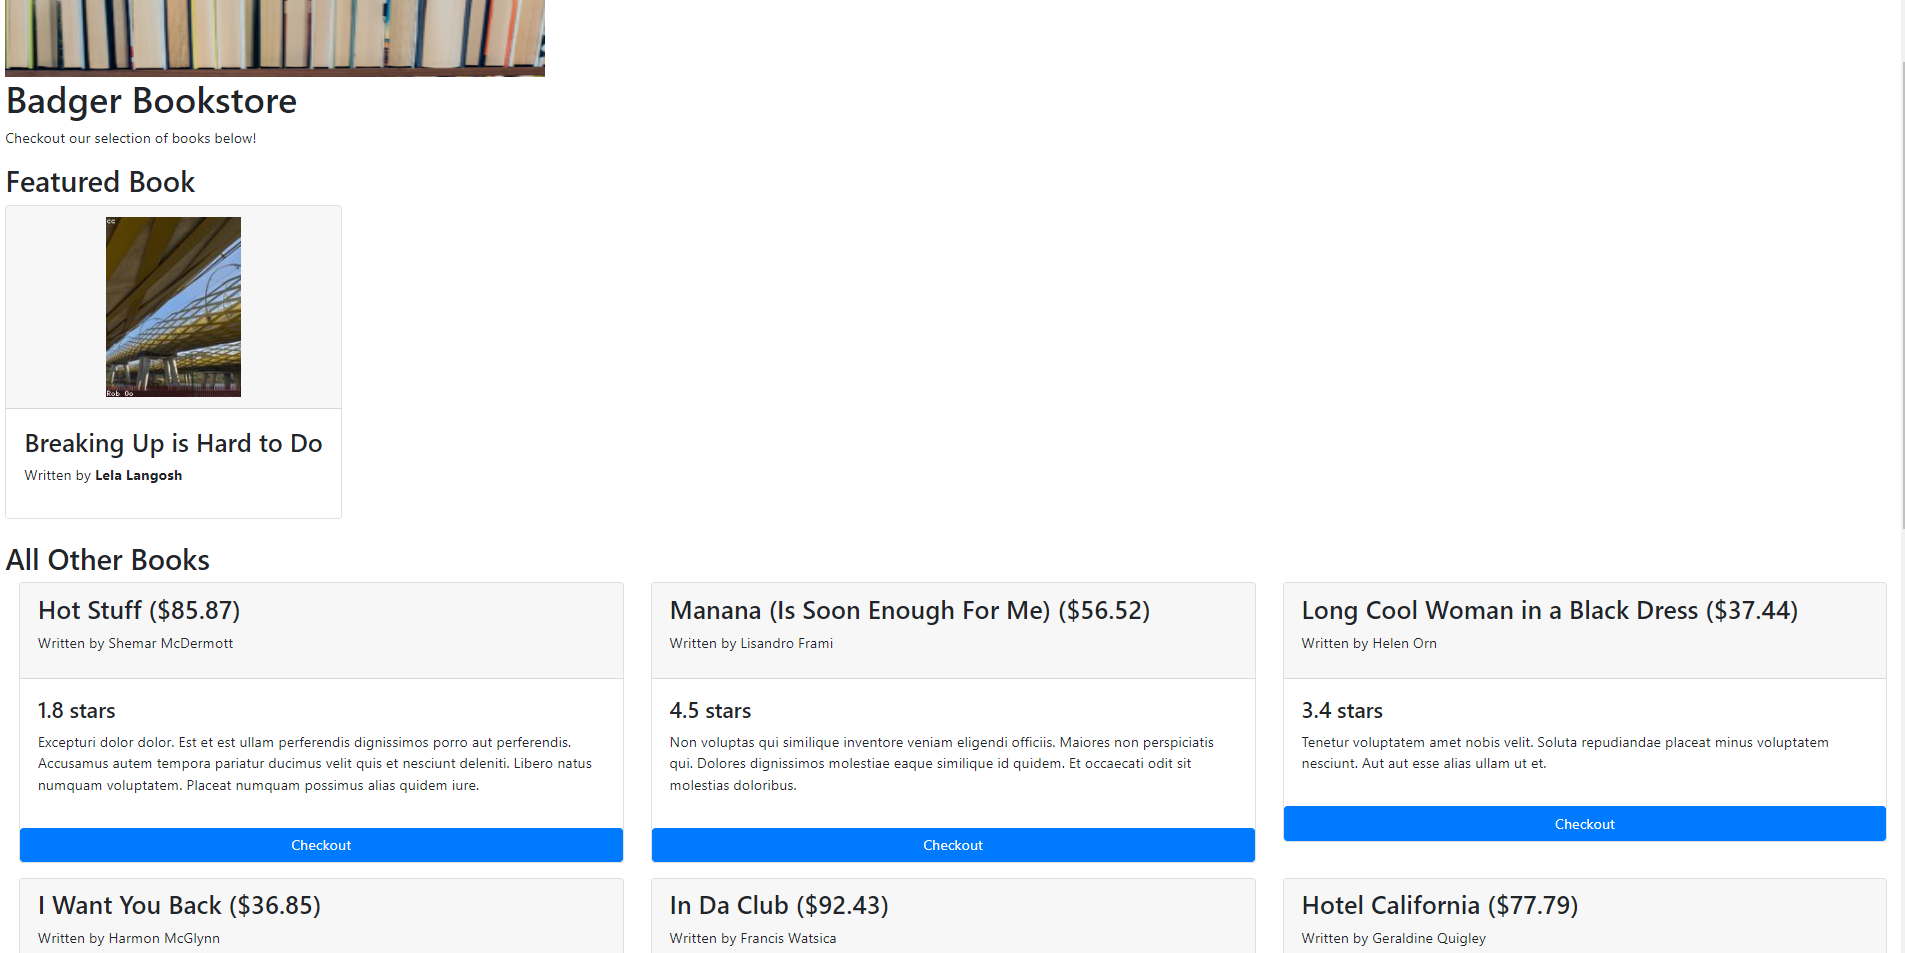 Badger Bookstore
Checkout our selection of books below!
Featured Book
cc
Rob Oo
Breaking Up is Hard to Do
Written by Lela Langosh
All Other Books
Hot Stuff ($85.87)
Written by Shemar McDermott
1.8 stars
Excepturi dolor dolor. Est et est ullam perferendis dignissimos porro aut perferendis.
Accusamus autem tempora pariatur ducimus velit quis et nesciunt deleniti. Libero natus
numquam voluptatem. Placeat numquam possimus alias quidem iure.
Checkout
Manana (Is Soon Enough For Me) ($56.52)
Written by Lisandro Frami
4.5 stars
Non voluptas qui similique inventore veniam eligendi officiis. Maiores non perspiciatis
qui. Dolores dignissimos molestiae eaque similique id quidem. Et occaecati odit sit
molestias doloribus.
Checkout
Long Cool Woman in a Black Dress ($37.44)
Written by Helen Orn
3.4 stars
Tenetur voluptatem amet nobis velit. Soluta repudiandae placeat minus voluptatem
nesciunt. Aut aut esse alias ullam ut et.
Checkout
I Want You Back ($36.85)
Written by Harmon McGlynn
In Da Club ($92.43)
Written by Francis Watsica
Hotel California ($77.79)
Written by Geraldine Quigley